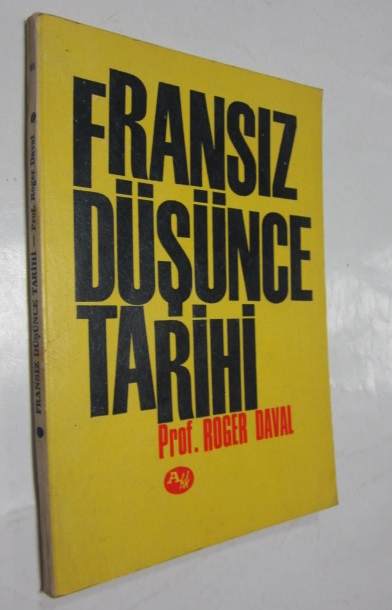 FRANSIZ
DÜŞÜNCE
TARİHİ
Prof. ROGER DAVAL
FRANSIZ DÜŞÜNCE TARİHİ — Prof. Roger Daval